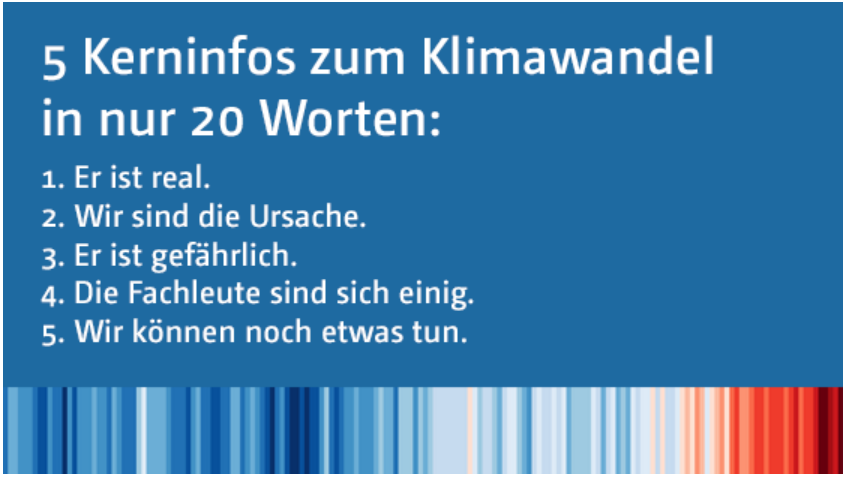 5 Kerninfos zum Klimawandel
in nur 20 Worten:
1. Er ist real.
2. Wir sind die Ursache.
3. Er ist gefährlich.
4. Die Fachleute sind sich einig.
5. Wir können noch etwas tun.